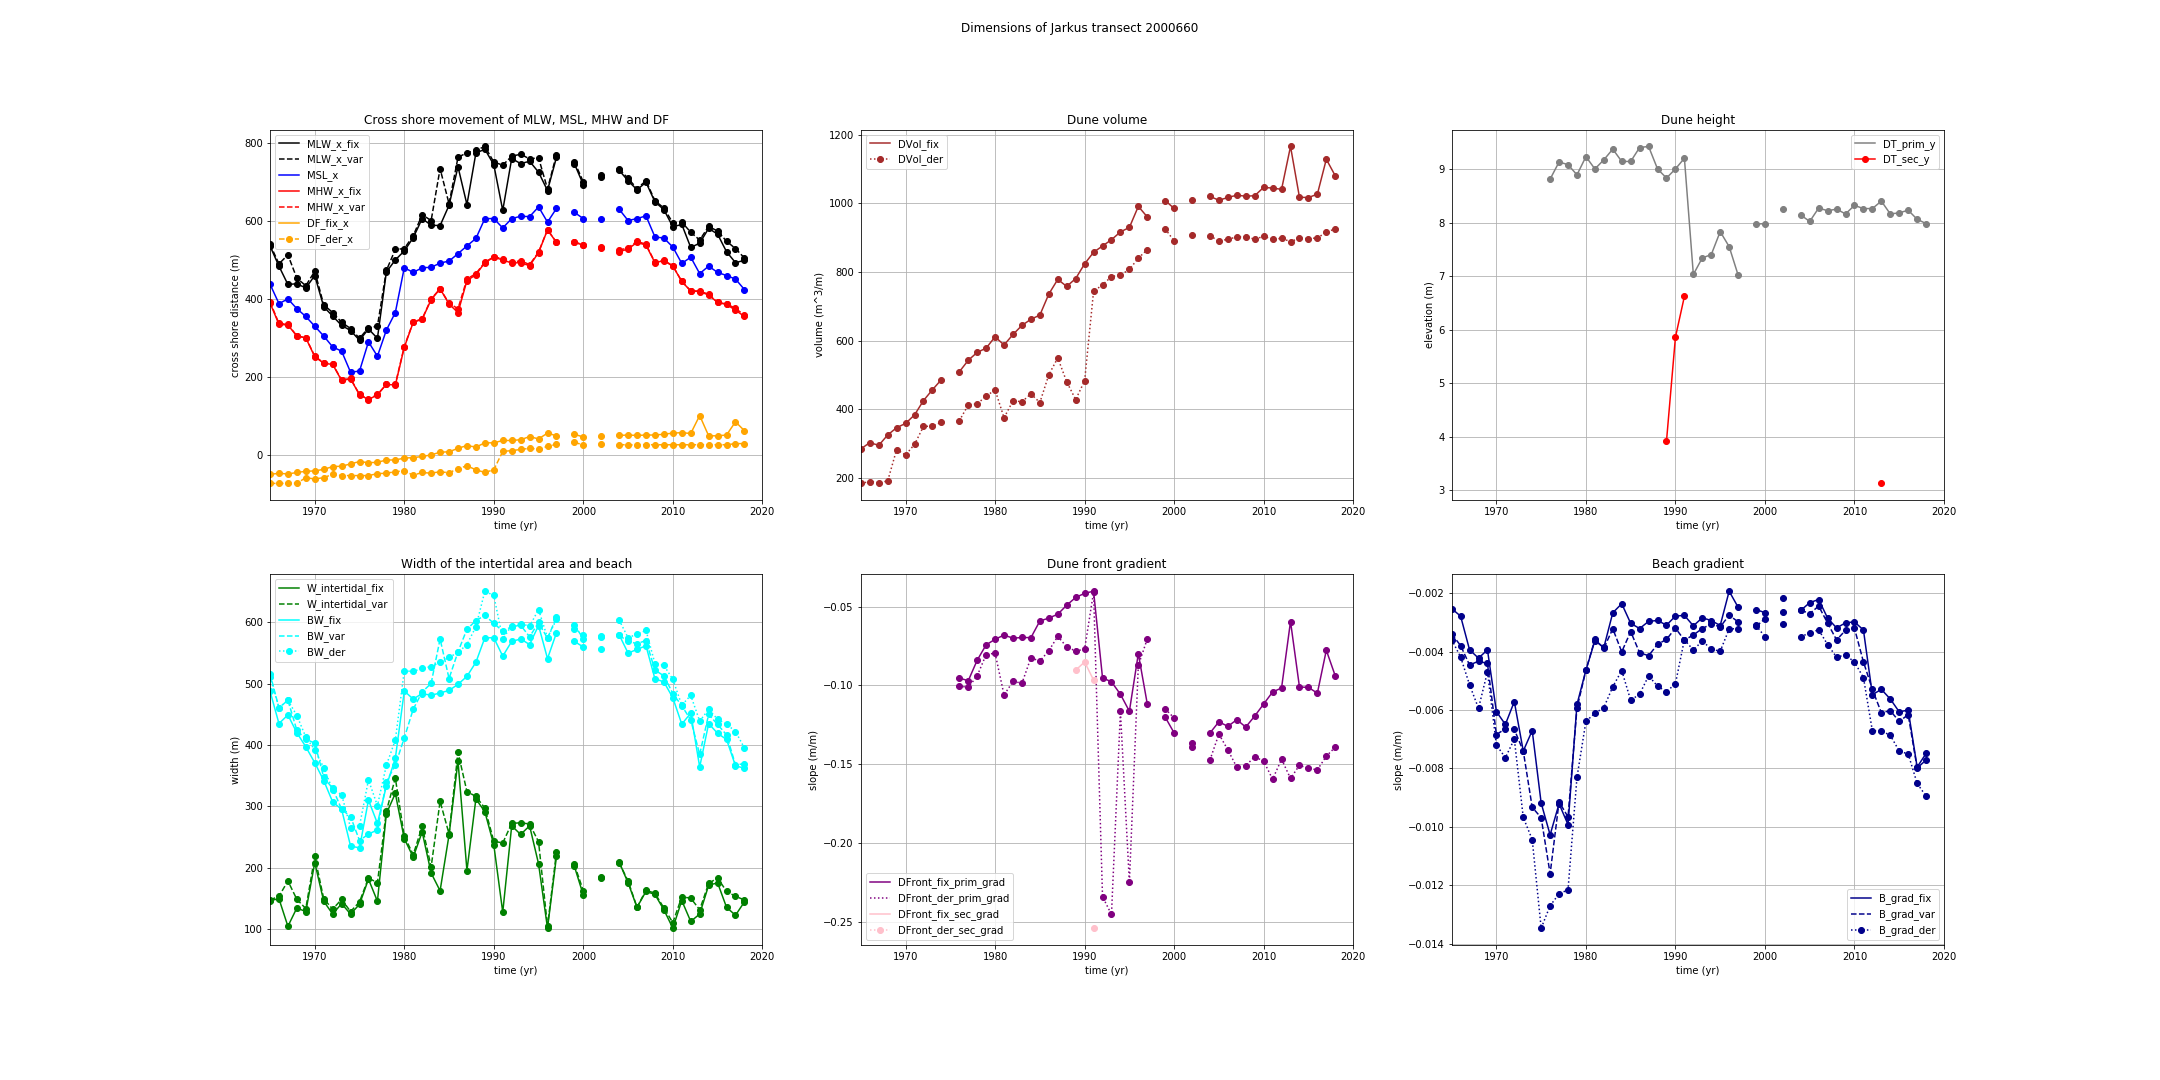 Dimensions of Jarkus transect 2000660
Cross shore movement of MLW, MSL, MHW and DF
800
600
400
200
0
cross shore distance (m)
MLW_x_fix
MLW_x_var
MSL_x
MHW_x_fix
MHW_x_var
DF_fix_x
DF_der_x
1970 1980 1990 2000 2010 2020
time (yr)
Dune volume
1200
1000
800
600
400
200
volume (m^3/m)
DVol_fix
DVol_der
1970 1980 1990 2000 2010 2020
time (yr)
Dune height
9
8
7
6
5
4
3
elevation (m)
DT_prim_y
DT_sec_y
1970 1980 1990 2000 2010 2020
time (yr)
Width of the intertidal area and beach
600
500
400
300
200
100
width (m)
W_intertidal_fix
W_intertidal_var
BW_fix
BW_var
BW_der
1970 1980 1990 2000 2010 2020
time (yr)
Dune front gradient
−0.05
−0.10
−0.15
−0.20
−0.25
slope (m/m)
DFront_fix_prim_grad
DFront_der_prim_grad
DFront_fix_sec_grad
DFront_der_sec_grad
1970 1980 1990 2000 2010 2020
time (yr)
Beach gradient
−0.002
−0.004
−0.006
−0.008
−0.010
−0.012
−0.014
slope (m/m)
B_grad_fix
B_grad_var
B_grad_der
1970 1980 1990 2000 2010 2020
time (yr)